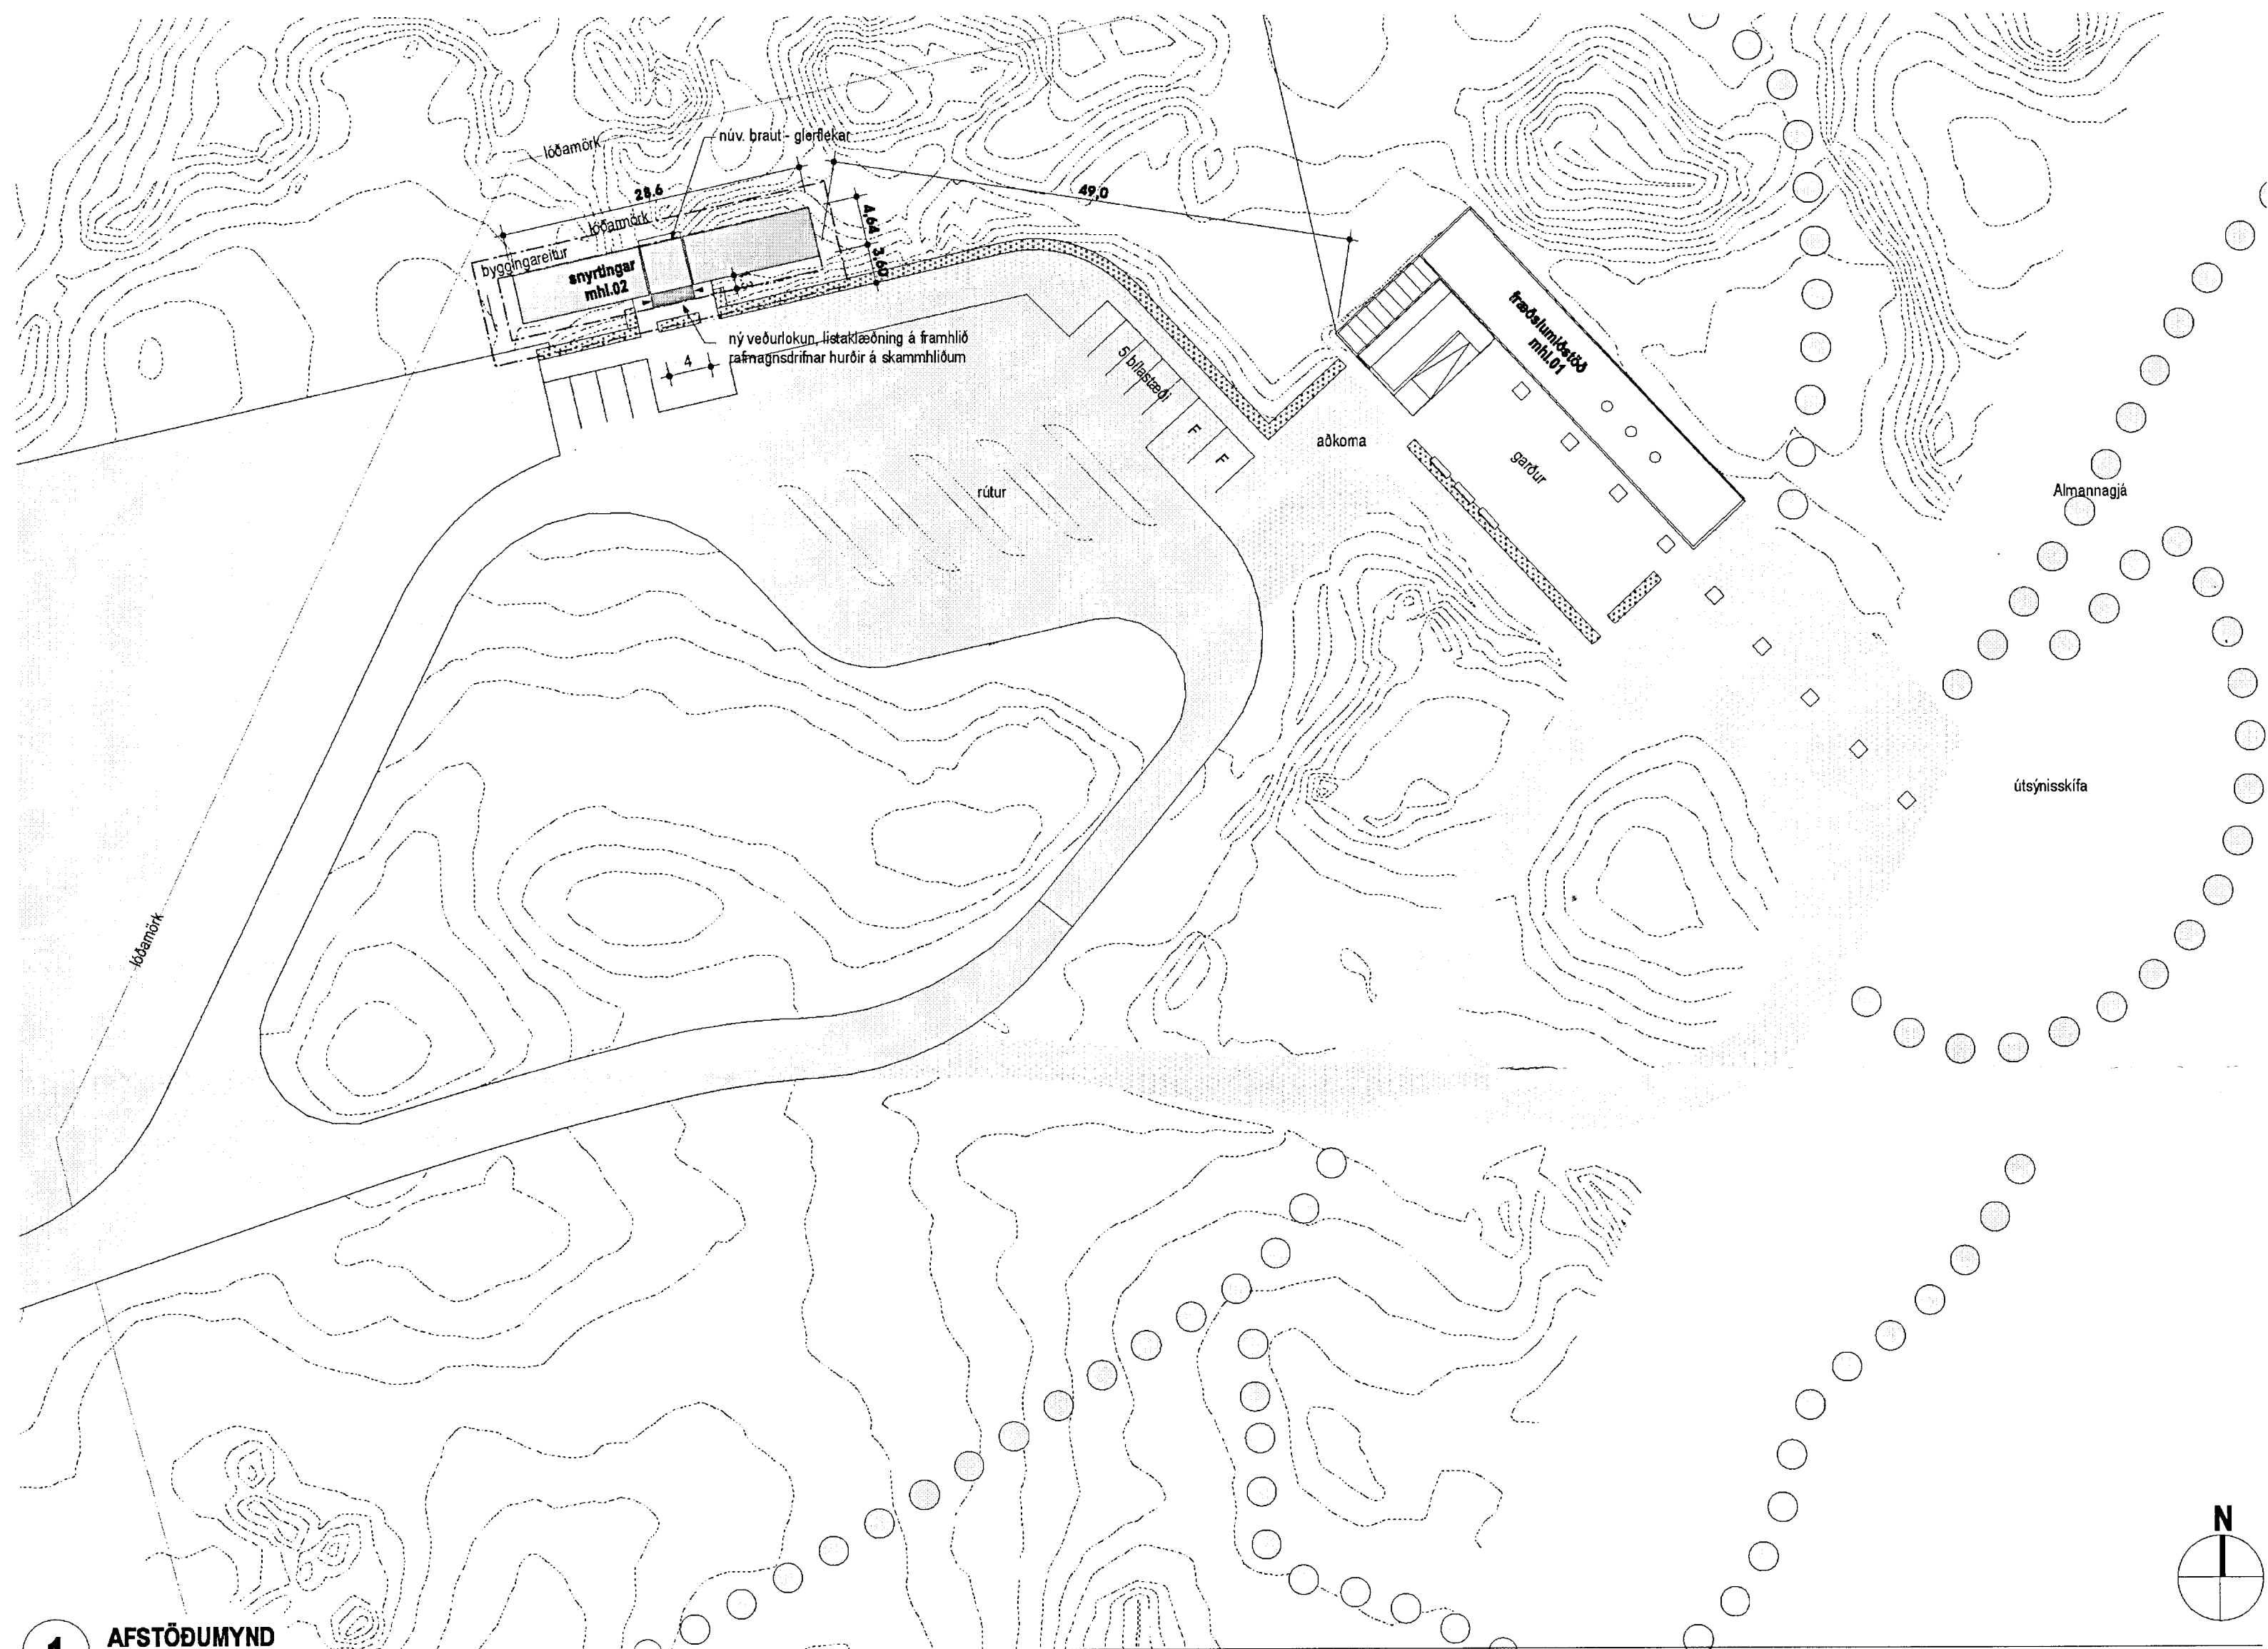 lóðamörk
núv. braut - glerflekar
28,6
lóðamörk
49,0
4,64
3,60
byggingareitur
snyrtingar
mhl.02
ný veðurlokun, listaklæðning á framhlið
rafmagnsdrifnar hurðir á skammhliðum
4
5 bílastæði
F
F
fræðslumiðstöð
mhl.01
aðkoma
garður
rútur
Almannagjá
útsýnisskífa
lóðamörk
N
1
AFSTÖÐUMYND